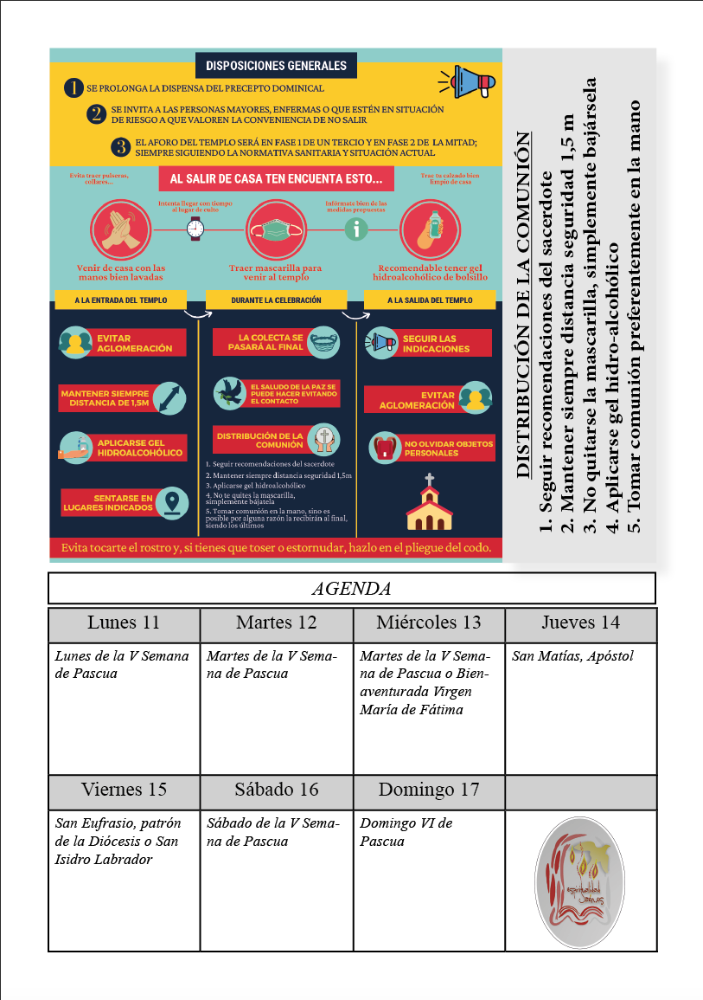 DISPOSICIONES GENERALES
1 SE PROLONGA LA DISPENSA DEL PRECEPTO DOMINICAL
2 SE INVITA A LAS PERSONAS MAYORES, ENFERMAS O QUE ESTÉN EN SITUACIÓN
DE RIESGO A QUE VALOREN LA CONVENIENCIA DE NO SALIR
3 EL AFORO DEL TEMPLO SERÁ EN FASE 1 DE UN TERCIO Y EN FASE 2 DE LA MITAD;
SIEMPRE SIGUIENDO LA NORMATIVA SANITARIA Y SITUACIÓN ACTUAL
AL SALIR DE CASA TEN ENCUENTA ESTO...
Evita traer pulseras,
collares...
Intenta llegar con tiempo
al lugar de culto
Infórmate bien de las
medidas propuestas
Trae tu calzado bien
limpio de casa
Venir de casa con las
manos bien lavadas
Traer mascarilla para
venir al templo
Recomendable tener gel
hidroalcohólico de bolsillo
A LA ENTRADA DEL TEMPLO
EVITAR
AGLOMERACIÓN
MANTENER SIEMPRE
DISTANCIA DE 1,5M
APLICARSE GEL
HIDROALCOHÓLICO
SENTARSE EN
LUGARES INDICADOS
DURANTE LA CELEBRACIÓN
LA COLECTA SE
PASARÁ AL FINAL
EL SALUDO DE LA PAZ SE
PUEDE HACER EVITANDO
EL CONTACTO
DISTRIBUCIÓN DE LA
COMUNIÓN
1. Seguir recomendaciones del sacerdote
2. Mantener siempre distancia seguridad 1,5m
3. Aplicarse gel hidroalcohólico
4. No te quites la mascarilla,
simplemente bájatela
5. Tomar comunión en la mano, sino es
posible por alguna razón la recibirán al final,
siendo los últimos
A LA SALIDA DEL TEMPLO
SEGUIR LAS
INDICACIONES
EVITAR
AGLOMERACIÓN
NO OLVIDAR OBJETOS
PERSONALES
Evita tocarte el rostro y, si tienes que toser o estornudar, hazlo en el pliegue del codo.
DISTRIBUCIÓN DE LA COMUNIÓN
1. Seguir recomendaciones del sacerdote
2. Mantener siempre distancia seguridad 1,5 m
3. No quitarse la mascarilla, simplemente bajársela
4. Aplicarse gel hidro-alcohólico
5. Tomar comunión preferentemente en la mano
AGENDA
Lunes 11
Martes 12
Miércoles 13
Jueves 14
Lunes de la V Semana
de Pascua
Martes de la V Sema-
na de Pascua
Martes de la V Sema-
na de Pascua o Bien-
aventurada Virgen
María de Fátima
San Matías, Apóstol
Viernes 15
Sábado 16
Domingo 17
San Eufrasio, patrón
de la Diócesis o San
Isidro Labrador
Sábado de la V Sema-
na de Pascua
Domingo VI de
Pascua
espiritualidad